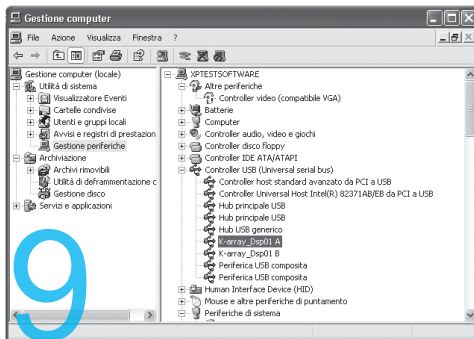 Gestione computer
File Azione Visualizza Finestra ?
Gestione computer (locale)
Utilità di sistema
Visualizzatore Eventi
Cartelle condivise
Utenti e gruppi locali
Avvisi e registri di prestazion
Gestione periferiche
Archiviazione
Archivi rimovibili
Utilità di deframmentazione c
Gestione disco
Servizi e applicazioni
XPTESTSOFTWARE
Altre periferiche
Controller video (compatibile VGA)
Batterie
Computer
Controller audio, video e giochi
Controller disco floppy
Controller IDE ATA/ATAPI
Controller USB (Universal serial bus)
Controller host standard avanzato da PCI a USB
Controller Universal Host Intel(R) 82371AB/EB da PCI a USB
Hub principale USB
Hub principale USB
Hub USB generico
K-array_Dsp01 A
K-array_Dsp01 B
Periferica USB composita
Periferica USB composita
Human Interface Device (HID)
Mouse e altre periferiche di puntamento
Periferiche di sistema
9